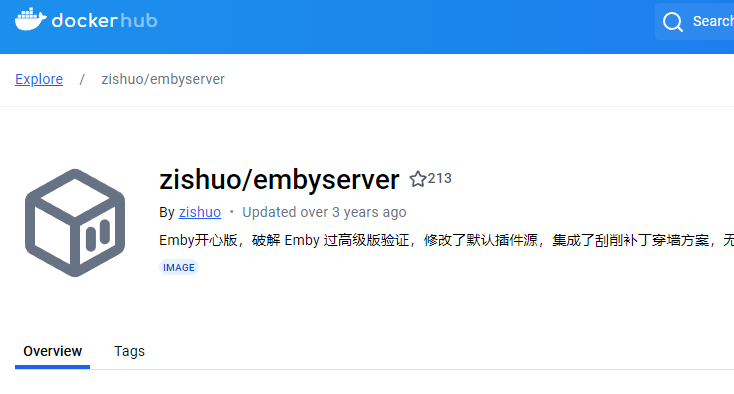 dockerhub
Search
Explore / zishuo/embyserver
zishuo/embyserver 213
By zishuo • Updated over 3 years ago
Emby开心版，破解 Emby 过高级版验证，修改了默认插件源，集成了刮削补丁穿墙方案，无
IMAGE
Overview Tags